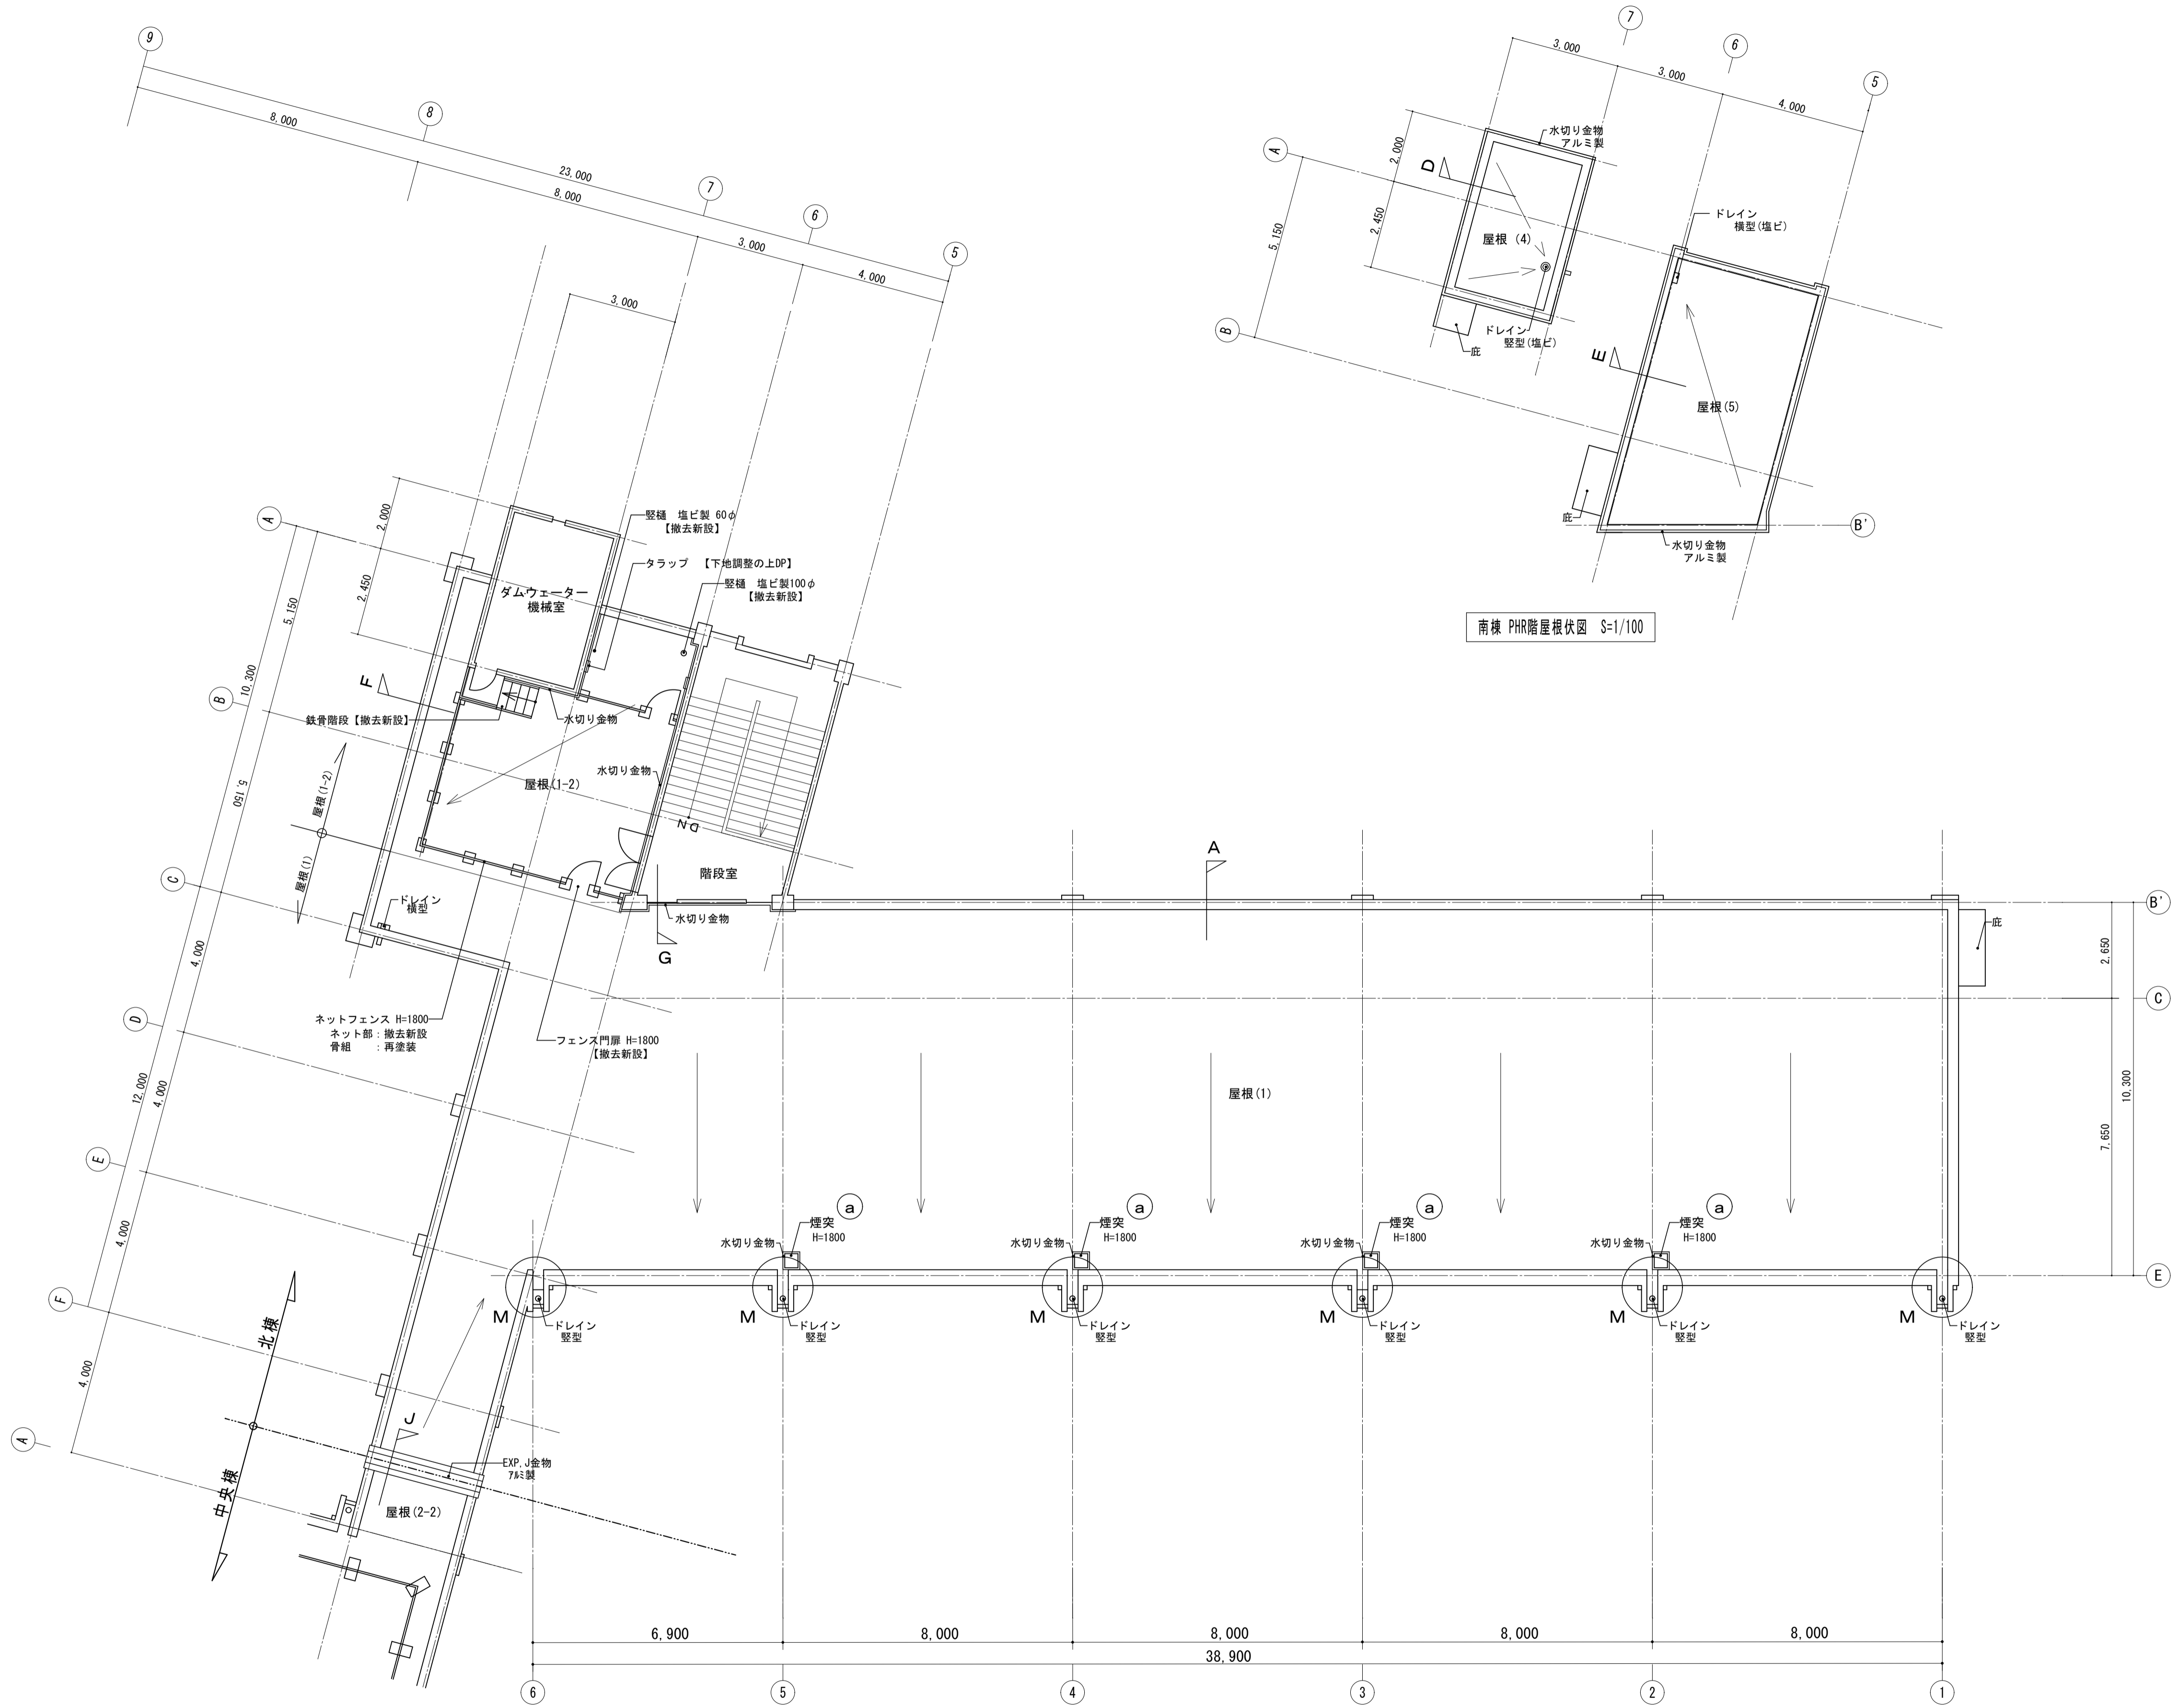 9
8
7
6
5
8,000
23,000
8,000
3,000
4,000
3,000
7
6
5
3,000
3,000
4,000
A
B
2,000
2,450
5,150
D
水切り金物
アルミ製
屋根 (4)
ドレイン
竪型(塩ビ)
庇
ドレイン
横型(塩ビ)
E
屋根(5)
庇
B'
水切り金物
アルミ製
南棟 PHR階屋根伏図 S=1/100
A
B
C
D
E
F
A
2,000
2,450
5,150
10,300
5,150
4,000
12,000
4,000
4,000
4,000
竪樋 塩ビ製 60φ
【撤去新設】
タラップ 【下地調整の上DP】
竪樋 塩ビ製100φ
【撤去新設】
ダムウェーター
機械室
F
鉄骨階段【撤去新設】
水切り金物
屋根(1-2)
水切り金物
屋根(1-2)
屋根(1)
DN
階段室
水切り金物
G
A
ドレイン
横型
ネットフェンス H=1800
ネット部：撤去新設
骨組 ：再塗装
フェンス門扉 H=1800
【撤去新設】
屋根(1)
庇
B'
C
E
2,650
7,650
10,300
a
a
a
a
煙突
H=1800
煙突
H=1800
煙突
H=1800
煙突
H=1800
水切り金物
水切り金物
水切り金物
水切り金物
M
M
M
M
M
M
ドレイン
竪型
ドレイン
竪型
ドレイン
竪型
ドレイン
竪型
ドレイン
竪型
ドレイン
竪型
北棟
中央棟
J
EXP.J金物
アルミ製
屋根(2-2)
6,900
8,000
8,000
8,000
8,000
38,900
6
5
4
3
2
1